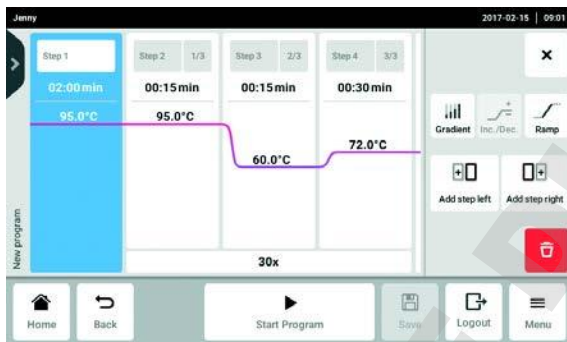 Jenny
2017-02-15 09:01
Step 1
Step 2 1/3
Step 3 2/3
Step 4 3/3
02:00 min
00:15 min
00:15 min
00:30 min
95.0°C
95.0°C
60.0°C
72.0°C
30x
New program
Gradient
Inc./Dec.
Ramp
Add step left
Add step right
Home
Back
Start Program
Save
Logout
Menu